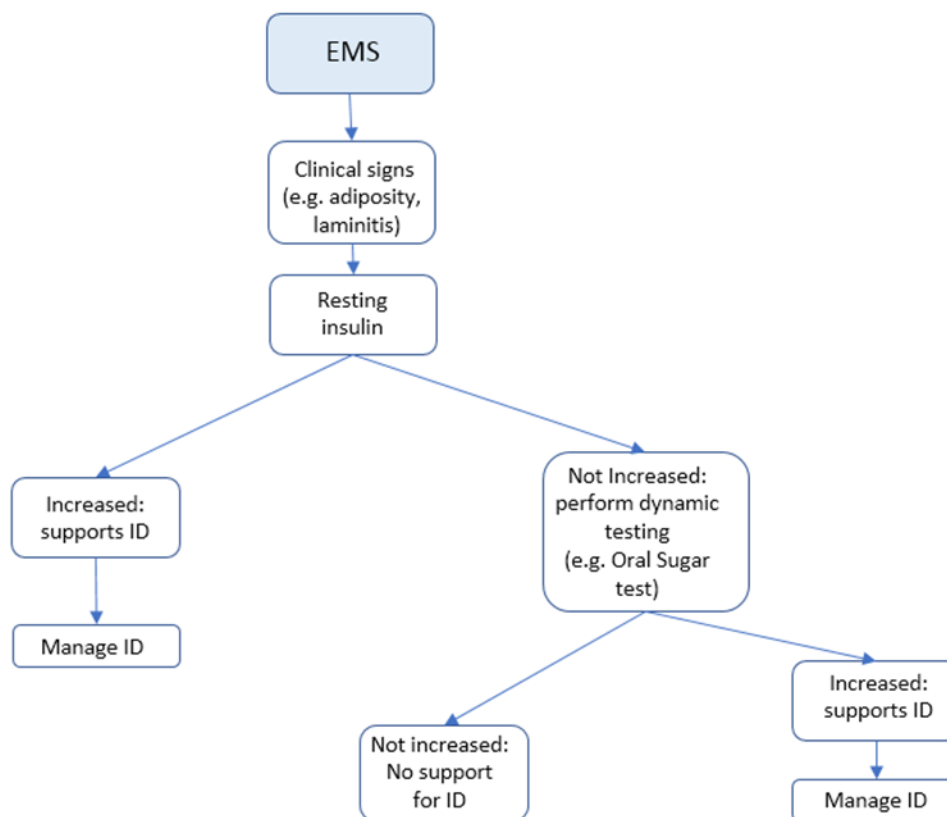 EMS
Clinical signs
(e.g. adiposity,
laminitis)
Resting
insulin
Increased:
supports ID
Manage ID
Not Increased:
perform dynamic
testing
(e.g. Oral Sugar
test)
Not increased:
No support
for ID
Increased:
supports ID
Manage ID